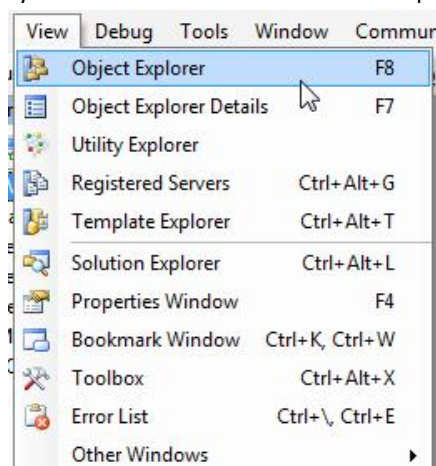 View Debug Tools Window Commun
Object Explorer F8
Object Explorer Details F7
Utility Explorer
Registered Servers Ctrl+Alt+G
Template Explorer Ctrl+Alt+T
Solution Explorer Ctrl+Alt+L
Properties Window F4
Bookmark Window Ctrl+K, Ctrl+W
Toolbox Ctrl+Alt+X
Error List Ctrl+\, Ctrl+E
Other Windows